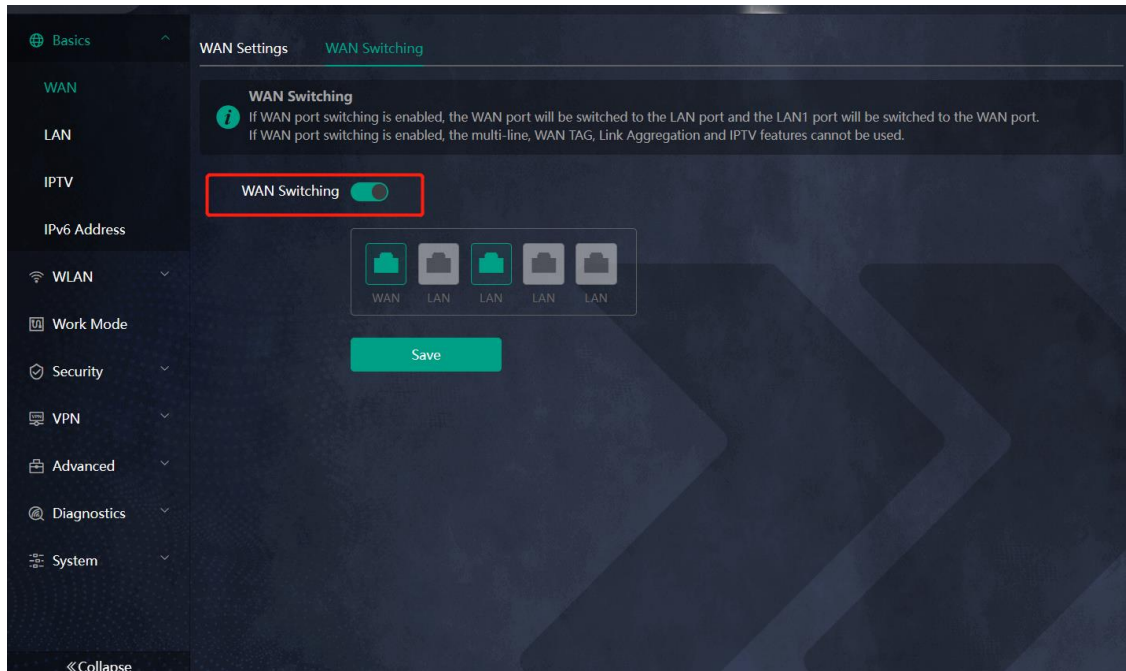 Basics
WAN
LAN
IPTV
IPv6 Address
WLAN
Work Mode
Security
VPN
Advanced
Diagnostics
System
«Collapse
WAN Settings WAN Switching
WAN Switching
If WAN port switching is enabled, the WAN port will be switched to the LAN port and the LAN1 port will be switched to the WAN port.
If WAN port switching is enabled, the multi-line, WAN TAG, Link Aggregation and IPTV features cannot be used.
WAN Switching
WAN LAN LAN LAN LAN
Save